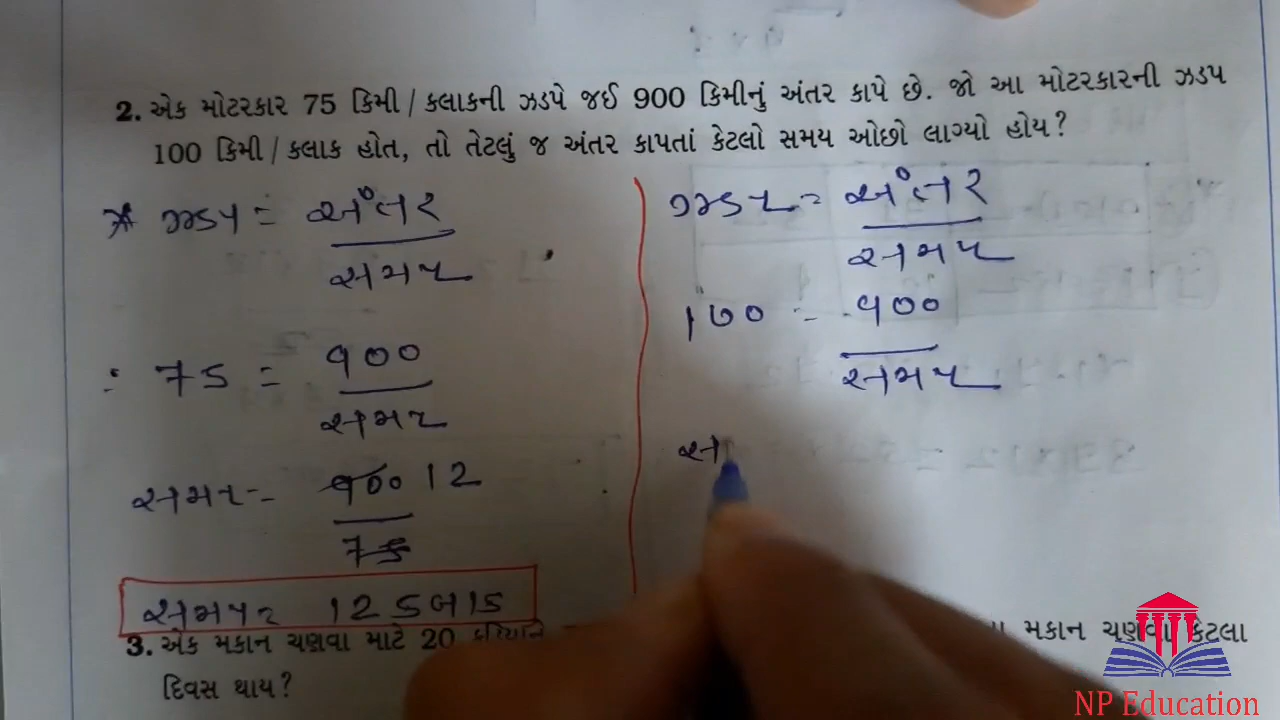 2. એક મોટરકાર 75 કિમી / કલાકની ઝડપે જઈ 900 કિમીનું અંતર કાપે છે. જો આ મોટરકારની ઝડપ
100 કિમી / કલાક હોત, તો તેટલું જ અંતર કાપતાં કેટલો સમય ઓછો લાગ્યો હોય?
* ઝડપ = અંતર
સમય
∴ 75 = 900
સમય
સમય = 900 12
75
સમય = 12 કલાક
ઝડપ = અંતર
સમય
100 = 900
સમય
સ
3. એક મકાન ચણવા માટે 20 મકાન ચણવા કેટલા
દિવસ થાય?
NP Education